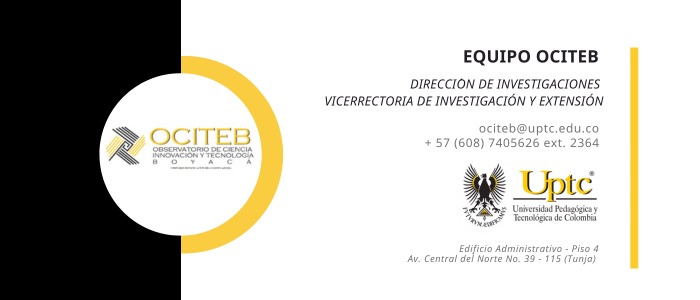 EQUIPO OCITEB
DIRECCIÓN DE INVESTIGACIONES
VICERRECTORIA DE INVESTIGACIÓN Y EXTENSIÓN
ociteb@uptc.edu.co
+ 57 (608) 7405626 ext. 2364
OCITEB
OBSERVATORIO DE CIENCIA
INNOVACIÓN Y TECNOLOGÍA
BOYACÁ
Uptc®
Universidad Pedagógica y
Tecnológica de Colombia
Edificio Administrativo - Piso 4
Av. Central del Norte No. 39 - 115 (Tunja)